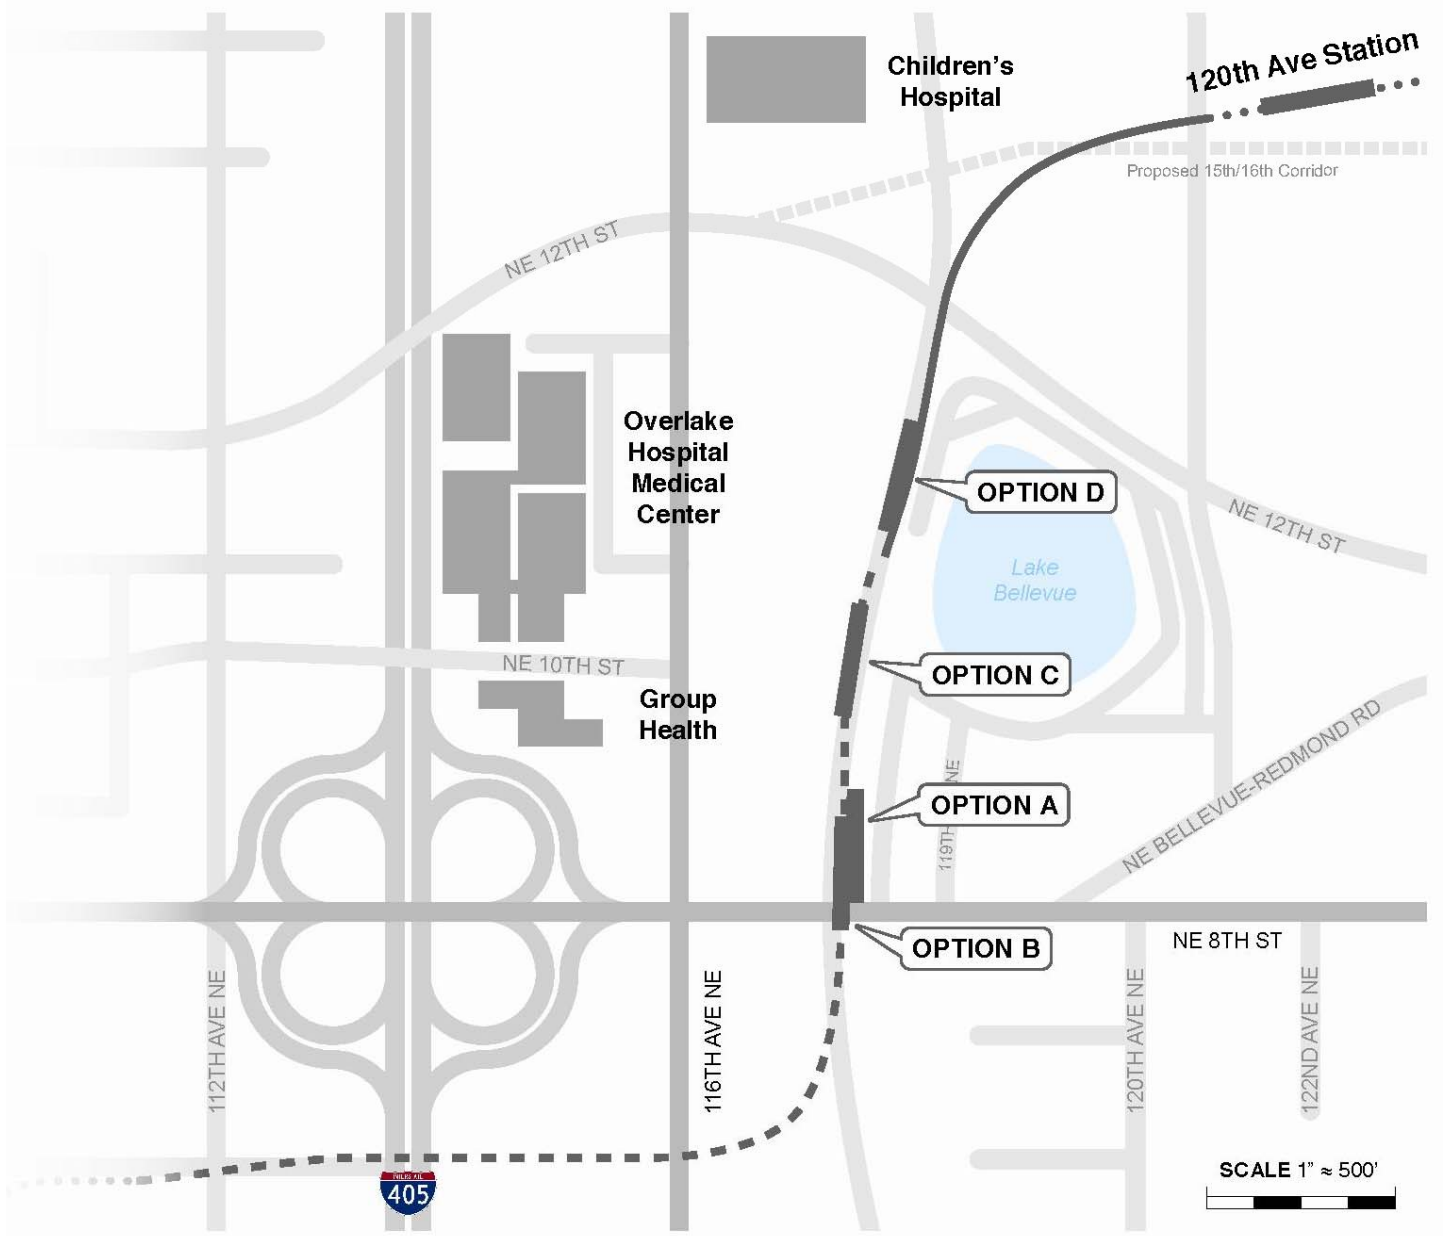 Children's
Hospital
120th Ave Station
Proposed 15th/16th Corridor
NE 12TH ST
Overlake
Hospital
Medical
Center
OPTION D
NE 12TH ST
Lake
Bellevue
NE 10TH ST
OPTION C
Group
Health
NE BELLEVUE-REDMOND RD
OPTION A
119TH NE
OPTION B
NE 8TH ST
112TH AVE NE
116TH AVE NE
120TH AVE NE
122ND AVE NE
SCALE 1" ≈ 500'
405